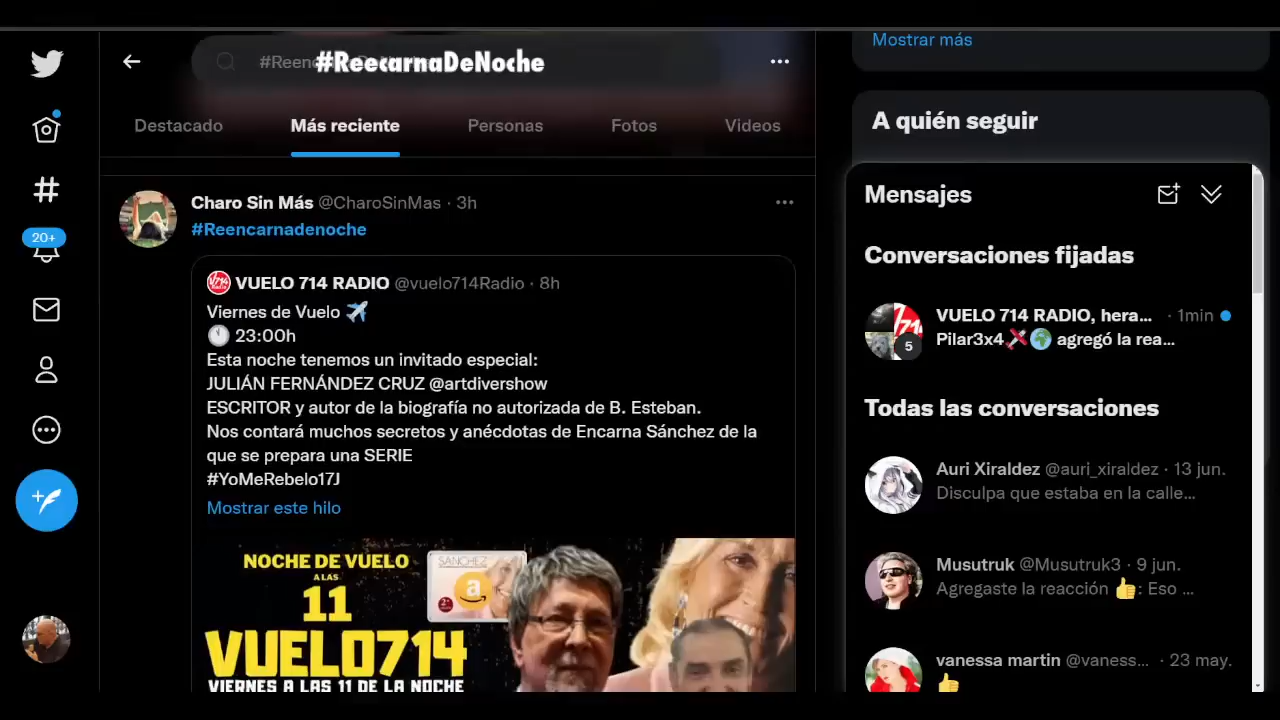 #Reen
#ReecarnaDeNoche
Destacado
Más reciente
Personas
Fotos
Videos
Charo Sin Más @CharoSinMas · 3h
#Reencarnadenoche
VUELO 714 RADIO @vuelo714Radio · 8h
Viernes de Vuelo ✈️
🕚 23:00h
Esta noche tenemos un invitado especial:
JULIÁN FERNÁNDEZ CRUZ @artdivershow
ESCRITOR y autor de la biografía no autorizada de B. Esteban.
Nos contará muchos secretos y anécdotas de Encarna Sánchez de la
que se prepara una SERIE
#YoMeRebelo17J
Mostrar este hilo
NOCHE DE VUELO
A LAS
11
VUELO714
VIERNES A LAS 11 DE LA NOCHE
SÁNCHEZ
a
20+
Mostrar más
A quién seguir
Mensajes
Conversaciones fijadas
VUELO 714 RADIO, hera... · 1min
Pilar3x4 agregó la rea...
5
Todas las conversaciones
Auri Xiraldez @auri_xiraldez · 13 jun.
Disculpa que estaba en la calle...
Musutruk @Musutruk3 · 9 jun.
Agregaste la reacción 👍: Eso ...
vanessa martin @vaness... · 23 may.
👍